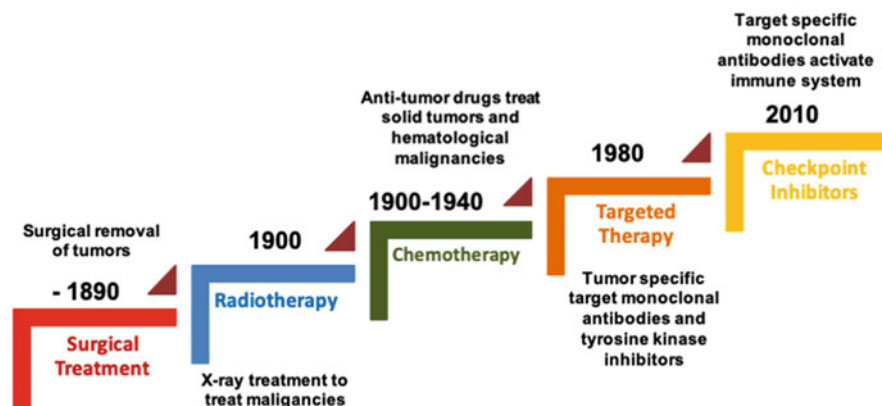 Surgical removal
of tumors
- 1890
Surgical
Treatment
1900
Radiotherapy
X-ray treatment to
treat maligancies
Anti-tumor drugs treat
solid tumors and
hematological
malignancies
1900-1940
Chemotherapy
1980
Targeted
Therapy
Tumor specific
target monoclonal
antibodies and
tyrosine kinase
inhibitors
Target specific
monoclonal
antibodies activate
immune system
2010
Checkpoint
Inhibitors